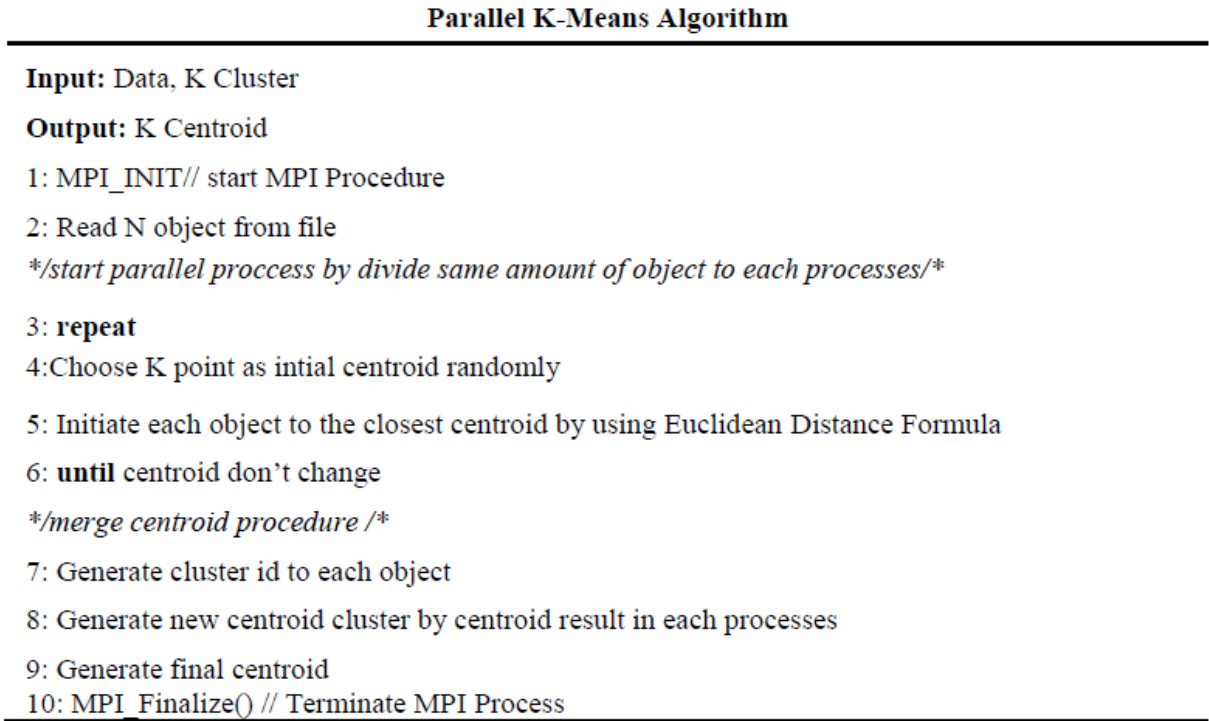 Parallel K-Means Algorithm
Input: Data, K Cluster
Output: K Centroid
1: MPI_INIT// start MPI Procedure
2: Read N object from file
*/start parallel proccess by divide same amount of object to each processes/*
3: repeat
4:Choose K point as intial centroid randomly
5: Initiate each object to the closest centroid by using Euclidean Distance Formula
6: until centroid don’t change
*/merge centroid procedure /*
7: Generate cluster id to each object
8: Generate new centroid cluster by centroid result in each processes
9: Generate final centroid
10: MPI_Finalize() // Terminate MPI Process